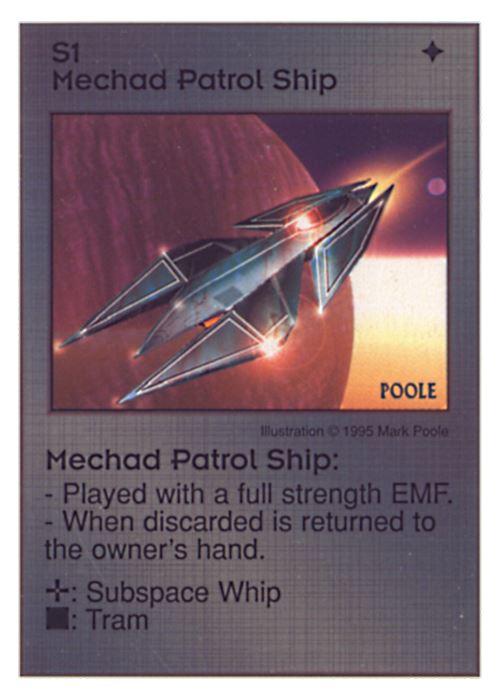 S1
Mechad Patrol Ship
POOLE
Illustration © 1995 Mark Poole
Mechad Patrol Ship:
- Played with a full strength EMF.
- When discarded is returned to
the owner's hand.
✛: Subspace Whip
■: Tram